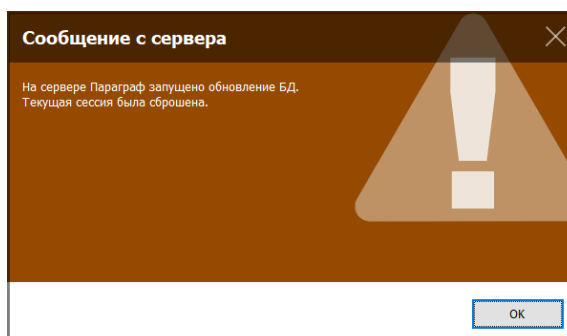 Сообщение с сервера
На сервере Параграф запущено обновление БД.
Текущая сессия была сброшена.
OK